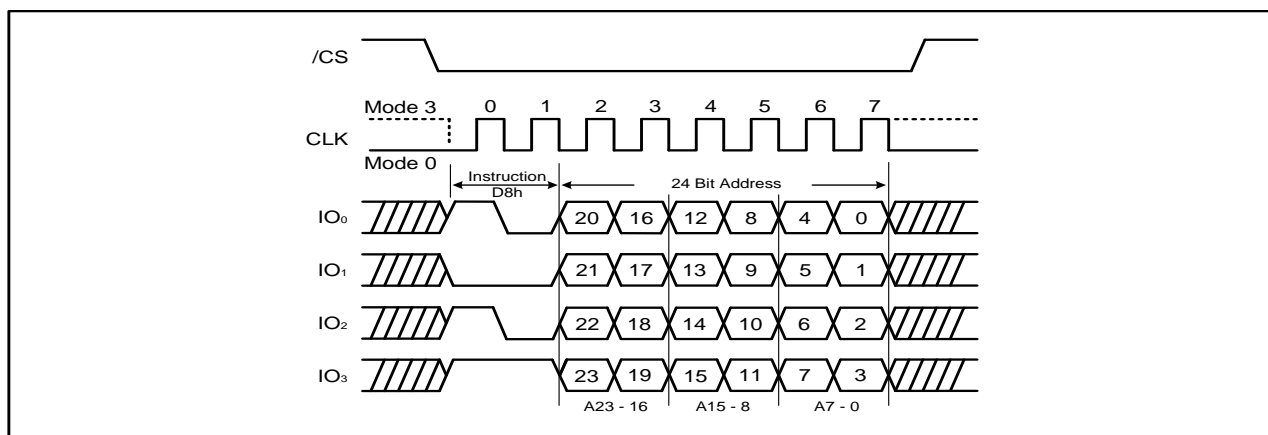 /CS
Mode 3 0 1 2 3 4 5 6 7
CLK
Mode 0
Instruction
D8h
24 Bit Address
IO₀ 20 16 12 8 4 0
IO₁ 21 17 13 9 5 1
IO₂ 22 18 14 10 6 2
IO₃ 23 19 15 11 7 3
A23 - 16 A15 - 8 A7 - 0